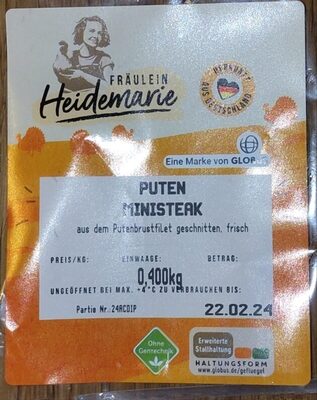 FRÄULEIN
Heidemarie
HERKUNFT
AUS DEUTSCHLAND
Eine Marke von GLOB
PUTEN
MINISTEAK
aus dem Putenbrustfilet geschnitten, frisch
PREIS/KG: EINWAAGE: BETRAG:
0,400kg
UNGEÖFFNET BEI MAX. +4°C ZU VERBRAUCHEN BIS:
Partie Nr.: 22.02.24
Ohne
Gentechnik
Erweiterte
Stallhaltung
HALTUNGSFORM
www.globus.de/gefluegel